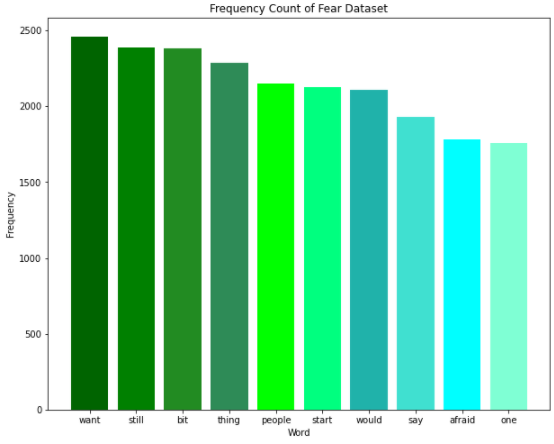 Frequency Count of Fear Dataset
2500
2000
1500
1000
500
0
Frequency
want still bit thing people start would say afraid one
Word